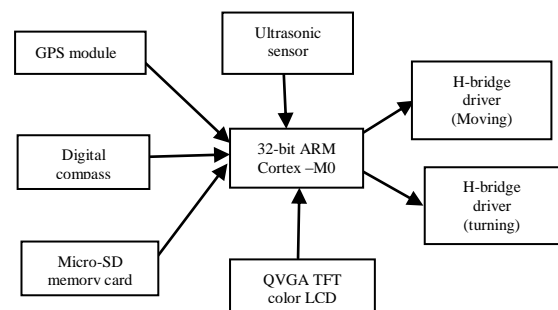 GPS module
Ultrasonic
sensor
H-bridge
driver
(Moving)
Digital
compass
32-bit ARM
Cortex –M0
H-bridge
driver
(turning)
Micro-SD
memory card
QVGA TFT
color LCD